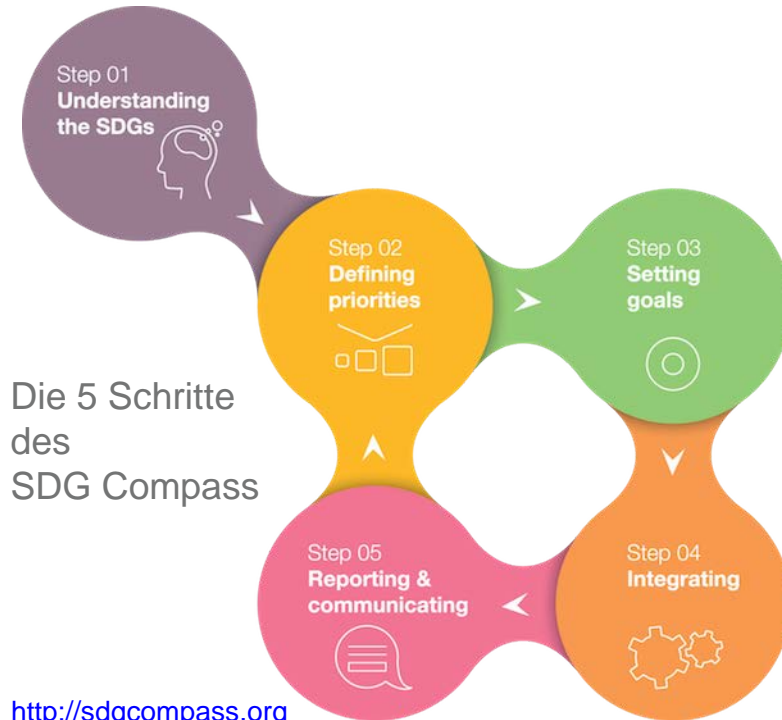 Step 01
Understanding
the SDGs
Step 02
Defining
priorities
Step 03
Setting
goals
Die 5 Schritte
des
SDG Compass
Step 05
Reporting &
communicating
Step 04
Integrating
http://sdgcompass.org